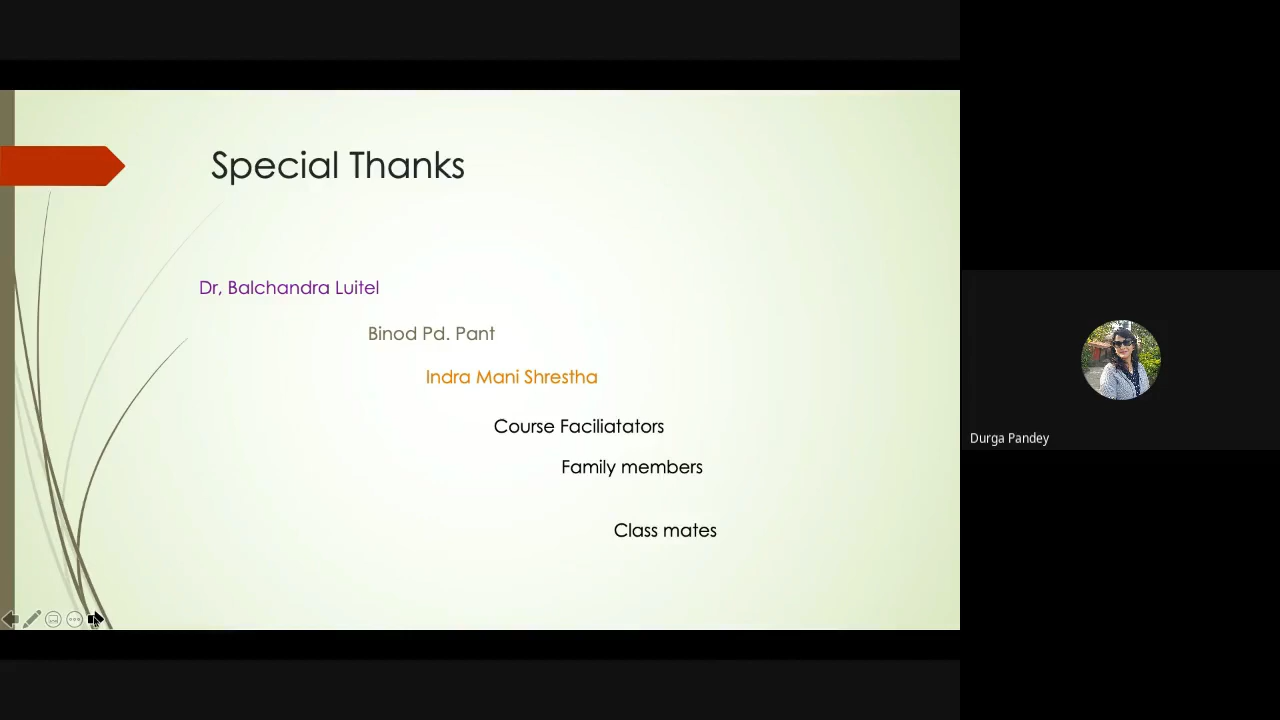 Special Thanks
Dr, Balchandra Luitel
Binod Pd. Pant
Indra Mani Shrestha
Course Faciliatators
Family members
Class mates
Durga Pandey